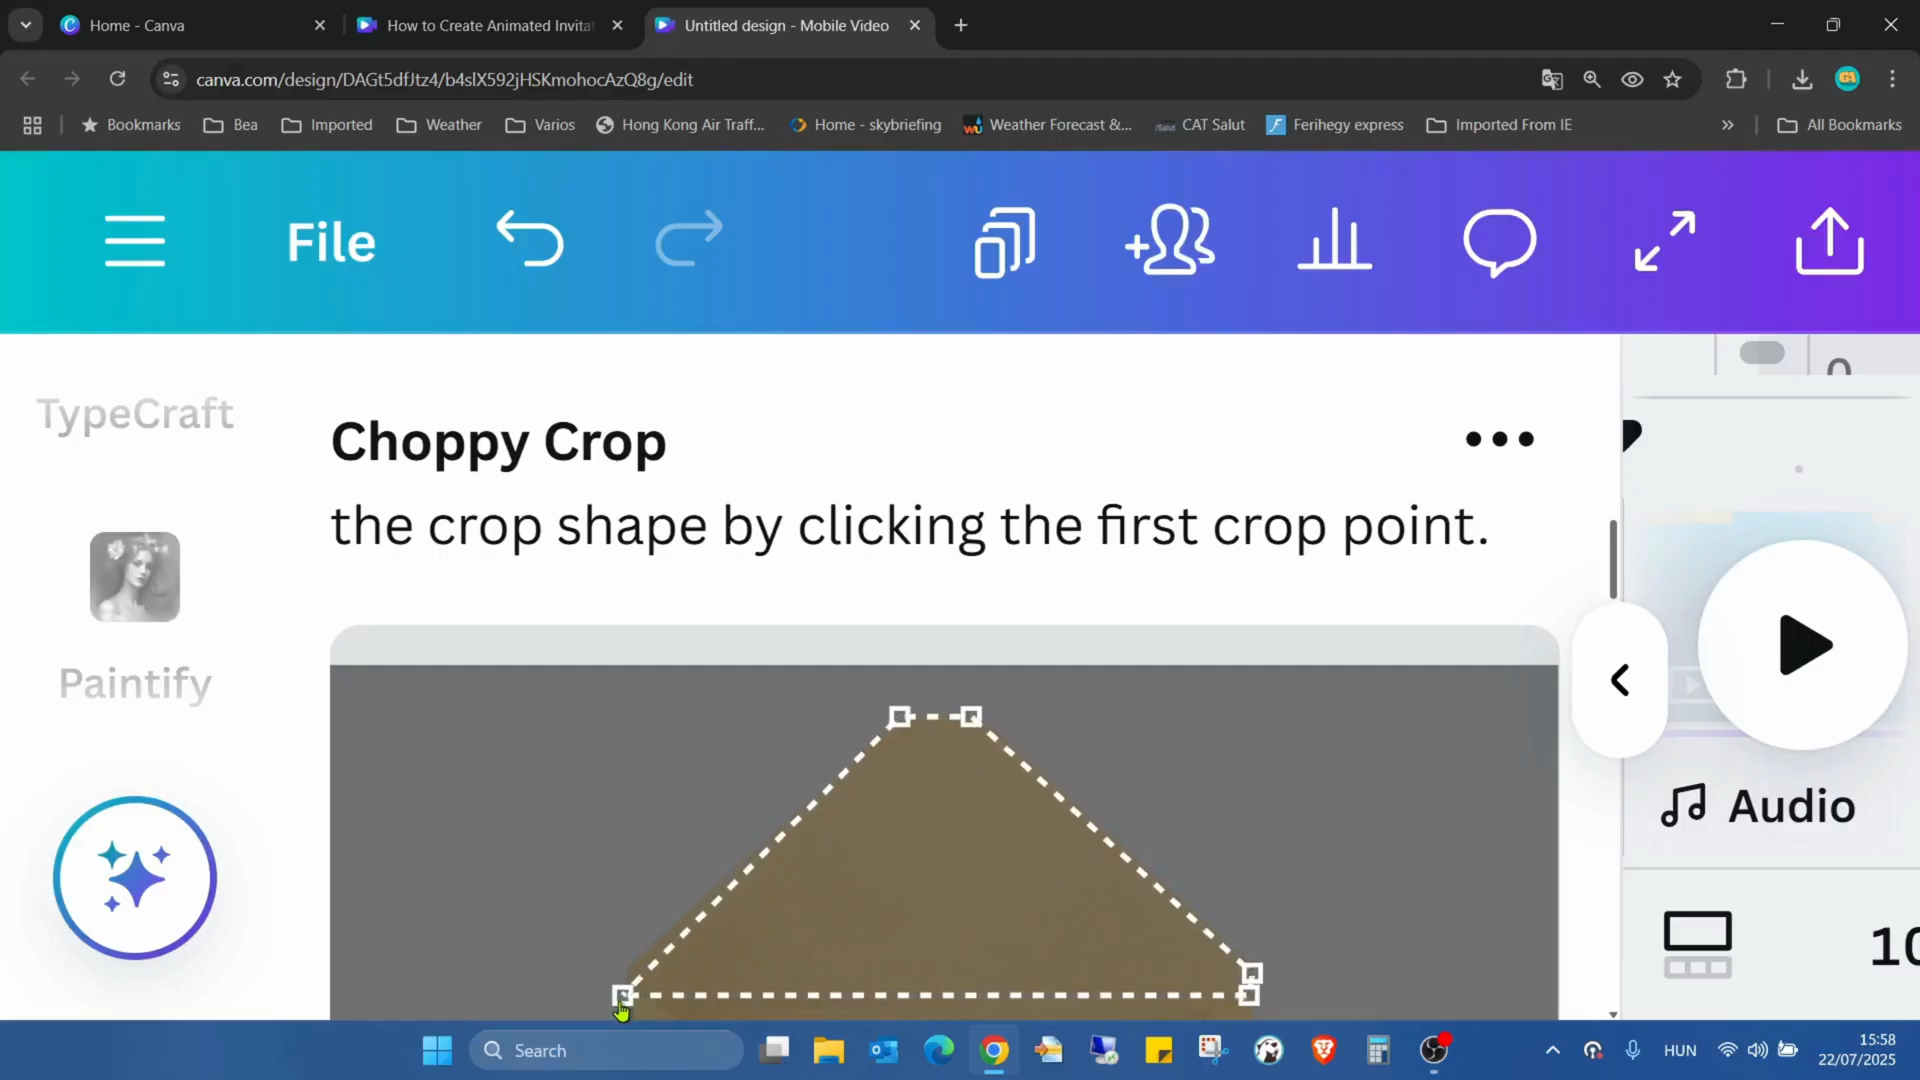 Home - Canva
How to Create Animated Invitat
Untitled design - Mobile Video
canva.com/design/DAGt5dfJtz4/b4slX592jHSKmohocAzQ8g/edit
Bookmarks
Bea
Imported
Weather
Varios
Hong Kong Air Traff...
Home - skybriefing
Weather Forecast &...
CAT Salut
Ferihegy express
Imported From IE
All Bookmarks
File
TypeCraft
Choppy Crop
the crop shape by clicking the first crop point.
Paintify
Audio
10
Search
HUN
15:58
22/07/2025